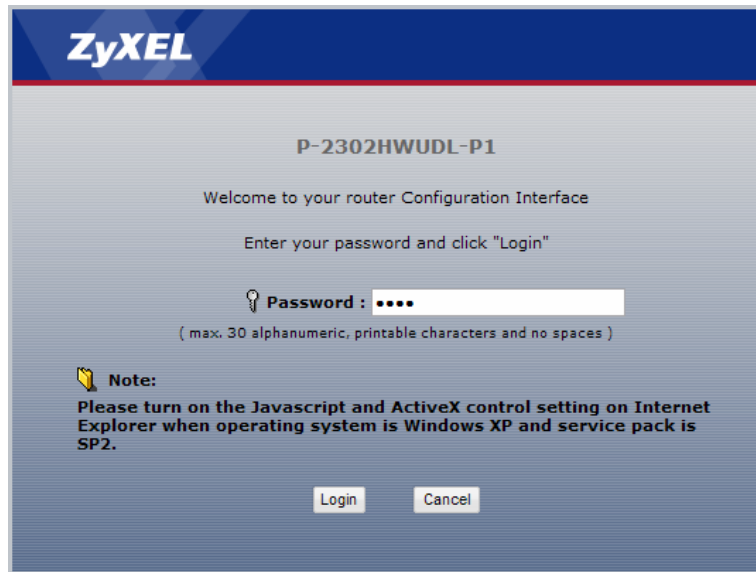 ZyXEL
P-2302HWUDL-P1
Welcome to your router Configuration Interface
Enter your password and click "Login"
Password : ••••
( max. 30 alphanumeric, printable characters and no spaces )
Note:
Please turn on the Javascript and ActiveX control setting on Internet
Explorer when operating system is Windows XP and service pack is
SP2.
Login Cancel